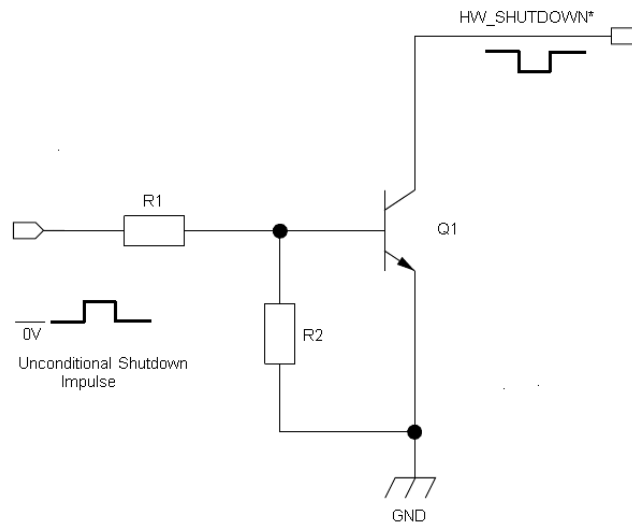 HW_SHUTDOWN*
R1
Q1
R2
0V
Unconditional Shutdown
Impulse
GND